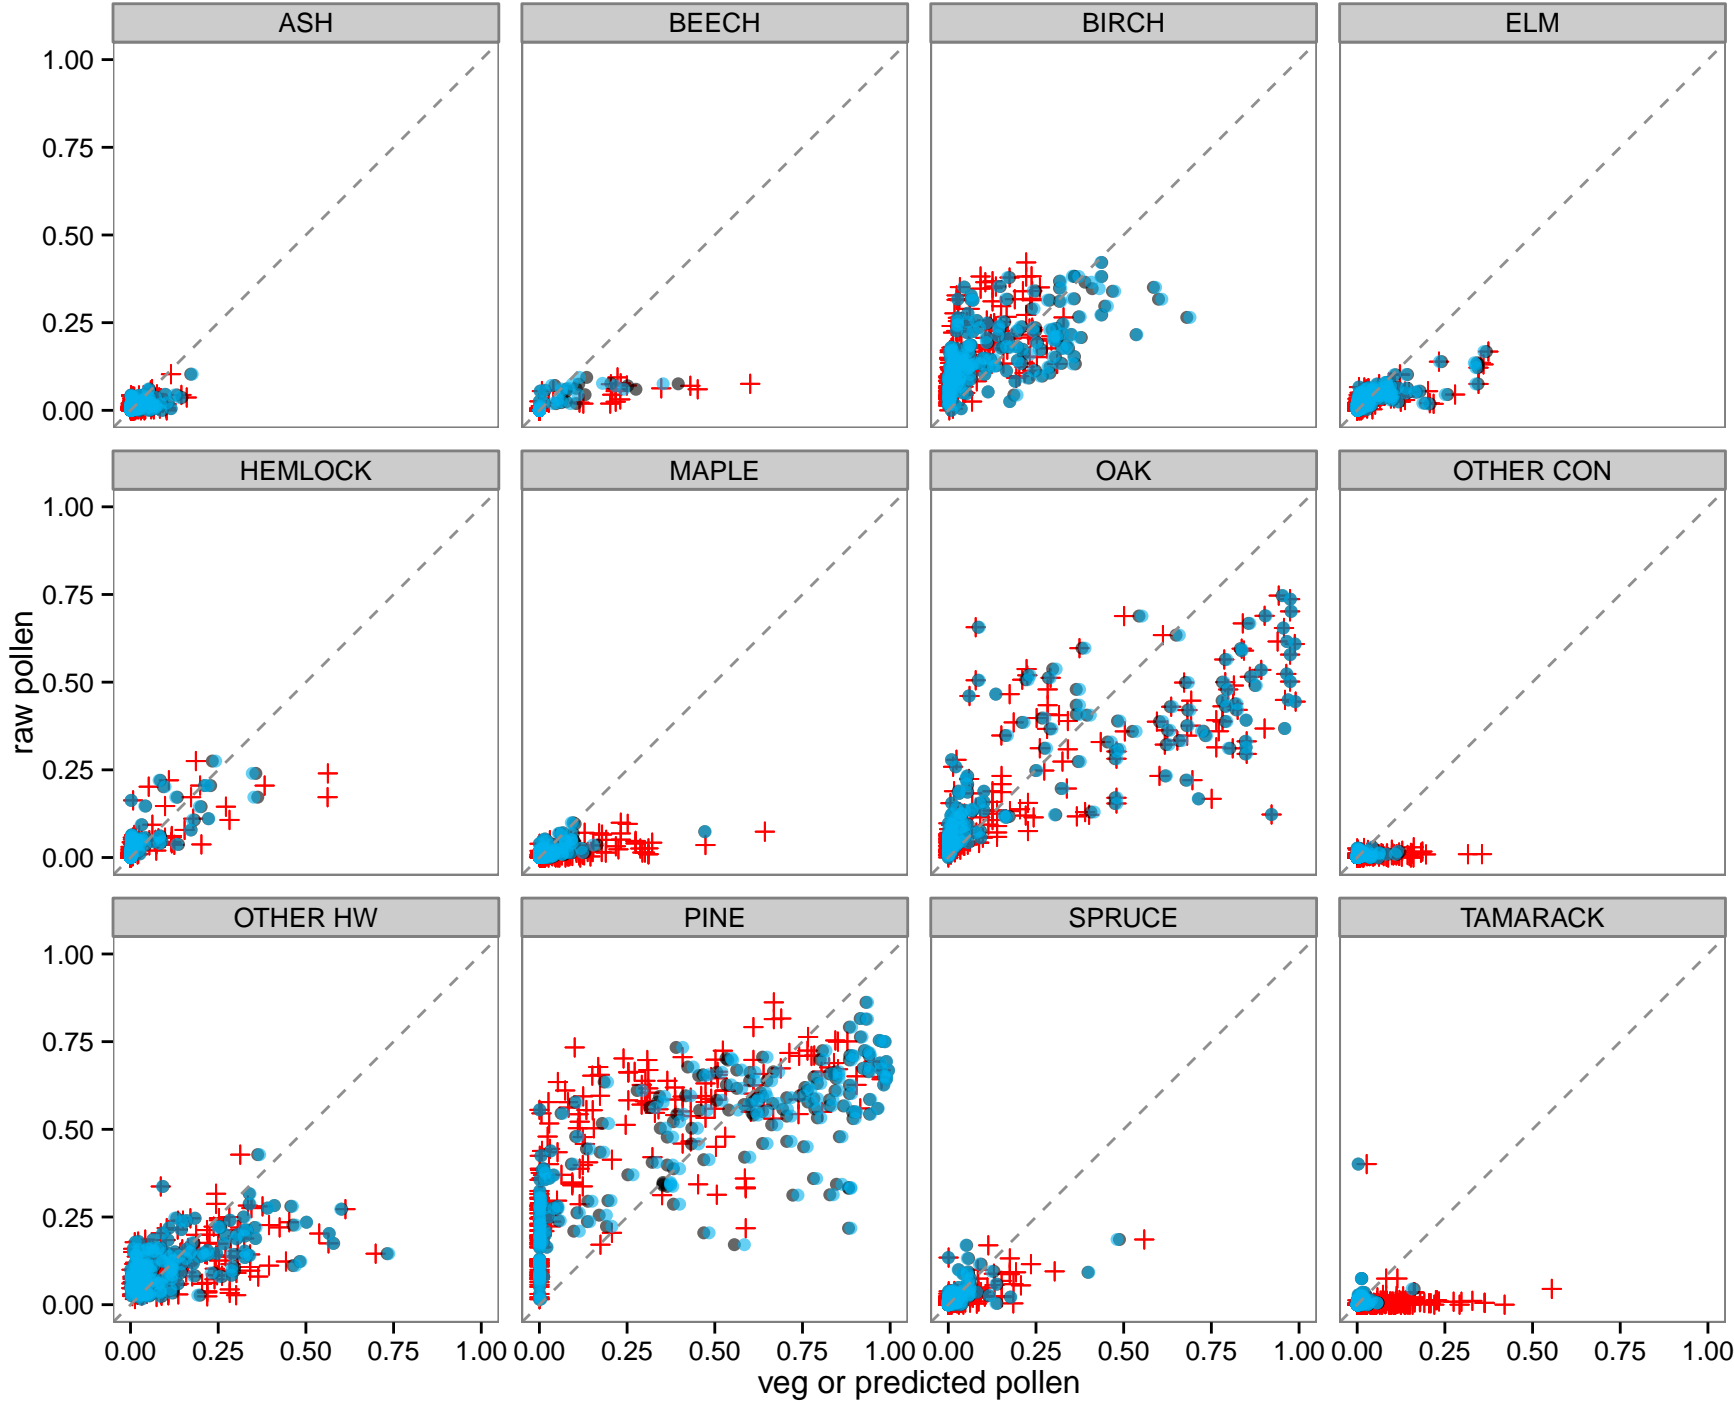 ASH BEECH BIRCH ELM
1.00
0.75
0.50
0.25
0.00
HEMLOCK MAPLE OAK OTHER CON
1.00
0.75
0.50
0.25
0.00
raw pollen
OTHER HW PINE SPRUCE TAMARACK
1.00
0.75
0.50
0.25
0.00
0.00 0.25 0.50 0.75 1.00 0.00 0.25 0.50 0.75 1.00 0.00 0.25 0.50 0.75 1.00 0.00 0.25 0.50 0.75 1.00
veg or predicted pollen